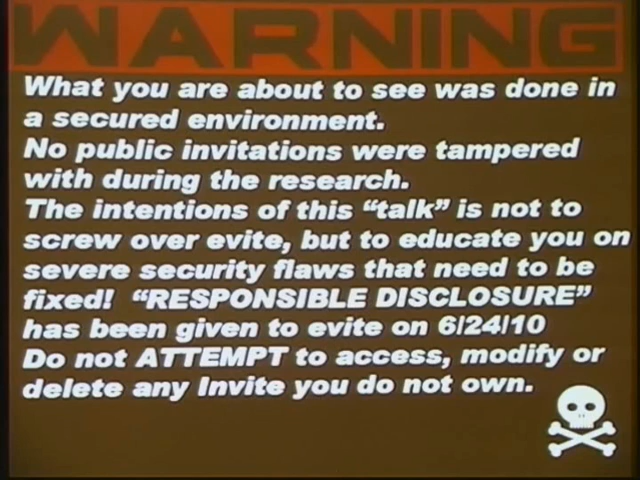 WARNING
What you are about to see was done in
a secured environment.
No public invitations were tampered
with during the research.
The intentions of this “talk” is not to
screw over evite, but to educate you on
severe security flaws that need to be
fixed! “RESPONSIBLE DISCLOSURE”
has been given to evite on 6/24/10
Do not ATTEMPT to access, modify or
delete any Invite you do not own.